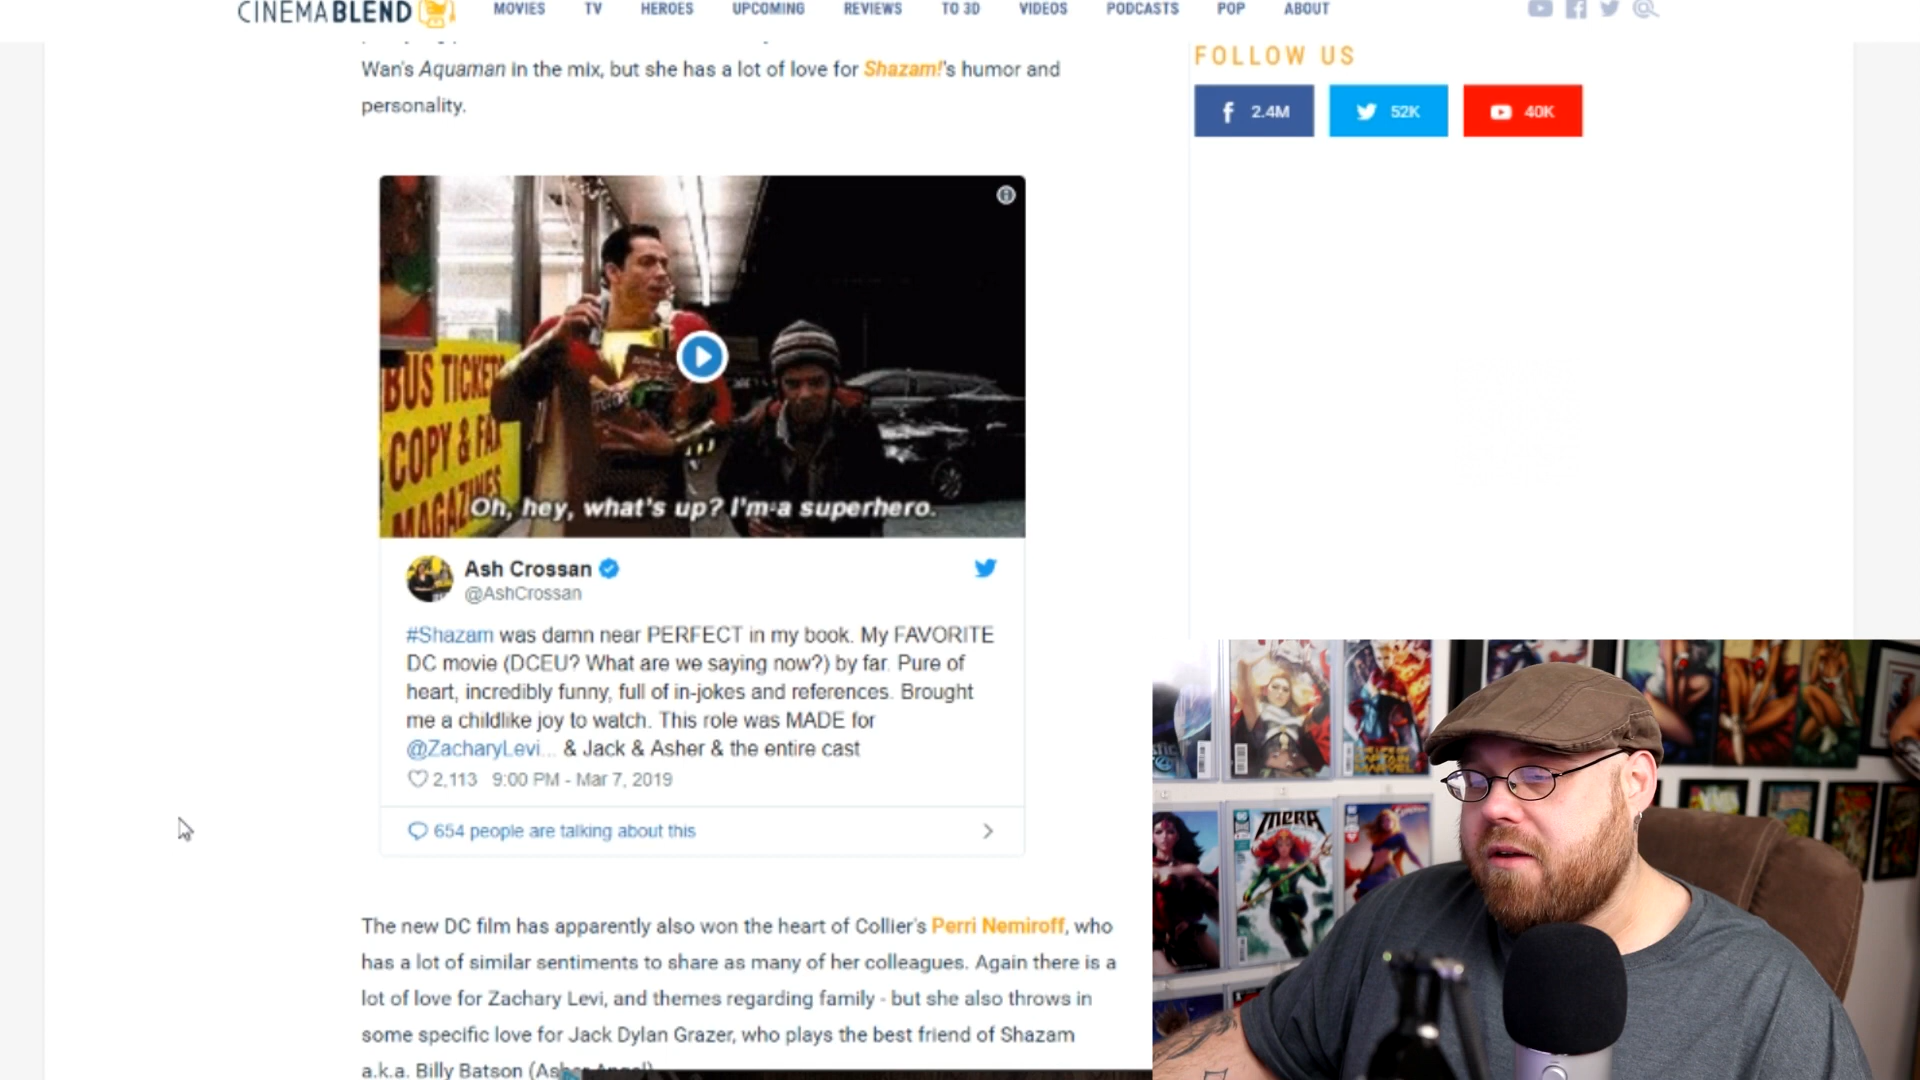 CINEMABLEND
MOVIES TV HEROES UPCOMING REVIEWS TO 3D VIDEOS PODCASTS POP ABOUT
Wan's Aquaman in the mix, but she has a lot of love for Shazam!'s humor and
personality.
FOLLOW US
2.4M 52K 40K
BUS TICKETS
COPY & FAX
MAGAZINES
Oh, hey, what's up? I'm a superhero.
Ash Crossan
@AshCrossan
#Shazam was damn near PERFECT in my book. My FAVORITE
DC movie (DCEU? What are we saying now?) by far. Pure of
heart, incredibly funny, full of in-jokes and references. Brought
me a childlike joy to watch. This role was MADE for
@ZacharyLevi... & Jack & Asher & the entire cast
2,113 9:00 PM - Mar 7, 2019
654 people are talking about this
The new DC film has apparently also won the heart of Collier's Perri Nemiroff, who
has a lot of similar sentiments to share as many of her colleagues. Again there is a
lot of love for Zachary Levi, and themes regarding family - but she also throws in
some specific love for Jack Dylan Grazer, who plays the best friend of Shazam
a.k.a. Billy Batson (Asher Angel)
MERA